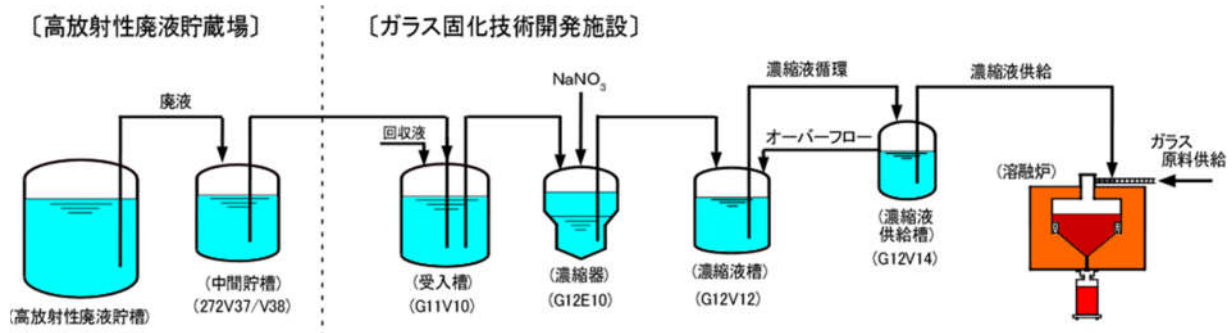 〔高放射性廃液貯蔵場〕
〔ガラス固化技術開発施設〕
廃液
回収液
NaNO3
濃縮液循環
オーバーフロー
濃縮液供給
ガラス
原料供給
(溶融炉)
(高放射性廃液貯槽)
(中間貯槽)
(272V37/V38)
(受入槽)
(G11V10)
(濃縮器)
(G12E10)
(濃縮液槽)
(G12V12)
(濃縮液
供給槽)
(G12V14)